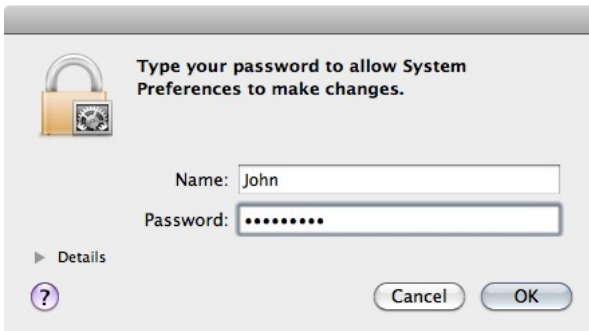 Type your password to allow System
Preferences to make changes.
Name: John
Password: •••••••••
Details
?
Cancel OK